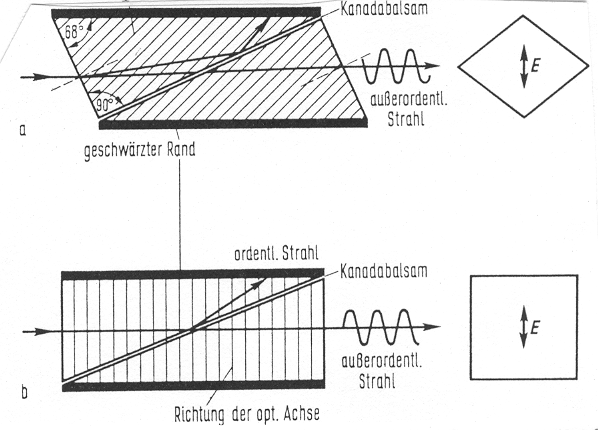 Kanadabalsam
68°
90°
E
außerordentl.
Strahl
a
geschwärzter Rand
ordentl. Strahl
Kanadabalsam
E
außerordentl.
Strahl
b
Richtung der opt. Achse